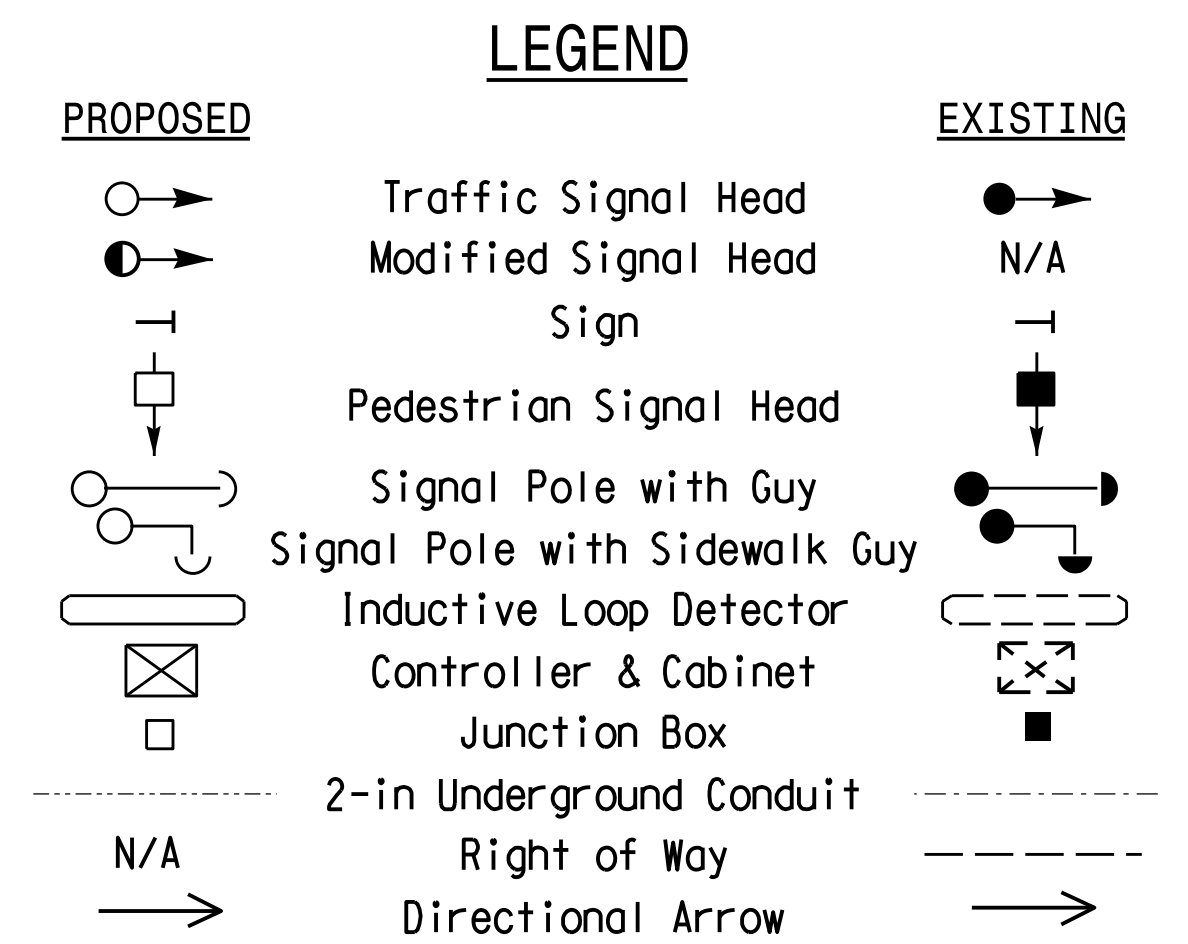 LEGEND
PROPOSED EXISTING
Traffic Signal Head
Modified Signal Head N/A
Sign
Pedestrian Signal Head
Signal Pole with Guy
Signal Pole with Sidewalk Guy
Inductive Loop Detector
Controller & Cabinet
Junction Box
2-in Underground Conduit
N/A Right of Way
Directional Arrow